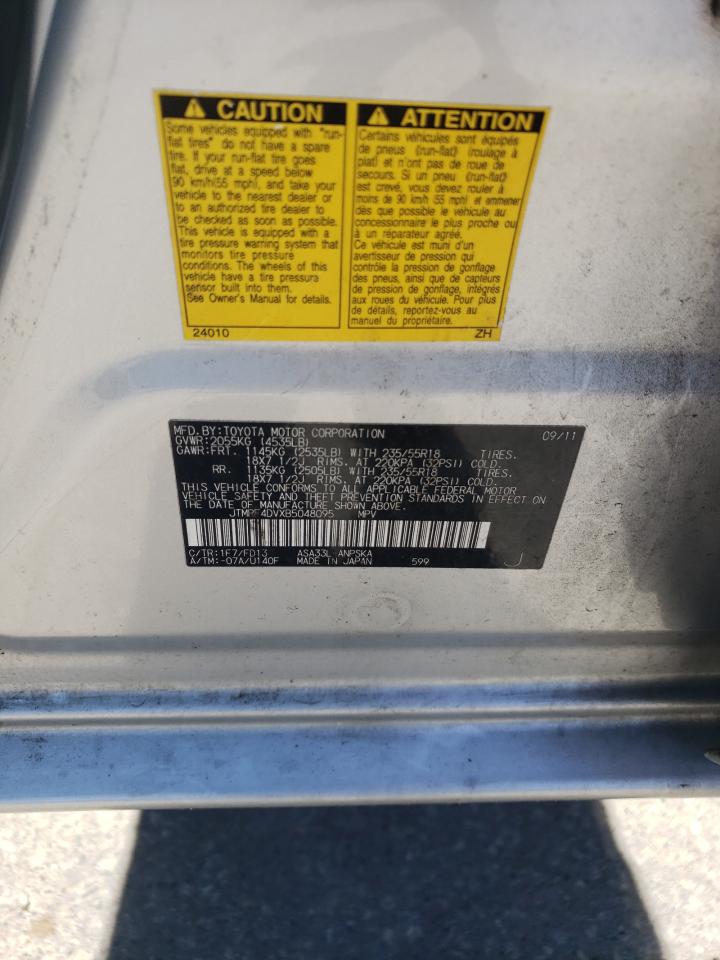 CAUTION
Some vehicles equipped with "run-
flat tires" do not have a spare
tire. If your run-flat tire goes
flat, drive at a speed below
90 km/h(55 mph), and take your
vehicle to the nearest dealer or
to an authorized tire dealer to
be checked as soon as possible.
This vehicle is equipped with a
tire pressure warning system that
monitors tire pressure
conditions. The wheels of this
vehicle have a tire pressure
sensor built into them.
See Owner's Manual for details.
24010
ATTENTION
Certains véhicules sont équipés
de pneus (run-flat) (roulage à
plat) et n'ont pas de roue de
secours. Si un pneu (run-flat)
est crevé, vous devez rouler à
moins de 90 km/h (55 mph) et emmener
dès que possible le véhicule au
concessionnaire le plus proche ou
à un réparateur agréé.
Ce véhicule est muni d'un
avertisseur de pression qui
contrôle la pression de gonflage
des pneus, ainsi que de capteurs
de pression de gonflage, intégrés
aux roues du véhicule. Pour plus
de détails, reportez-vous au
manuel du propriétaire.
ZH
MFD.BY:TOYOTA MOTOR CORPORATION 09/11
GVWR:2055KG (4535LB)
GAWR:FRT. 1145KG (2535LB) WITH 235/55R18 TIRES.
18X7 1/2J RIMS. AT 220KPA (32PSI) COLD.
RR. 1135KG (2505LB) WITH 235/55R18 TIRES.
18X7 1/2J RIMS. AT 220KPA (32PSI) COLD.
THIS VEHICLE CONFORMS TO ALL APPLICABLE FEDERAL MOTOR
VEHICLE SAFETY AND THEFT PREVENTION STANDARDS IN EFFECT ON
THE DATE OF MANUFACTURE SHOWN ABOVE.
MPV
C/TR:1F7/FD13 ASA33L-ANPSKA
A/TM:-07A/U140F MADE IN JAPAN 599 J